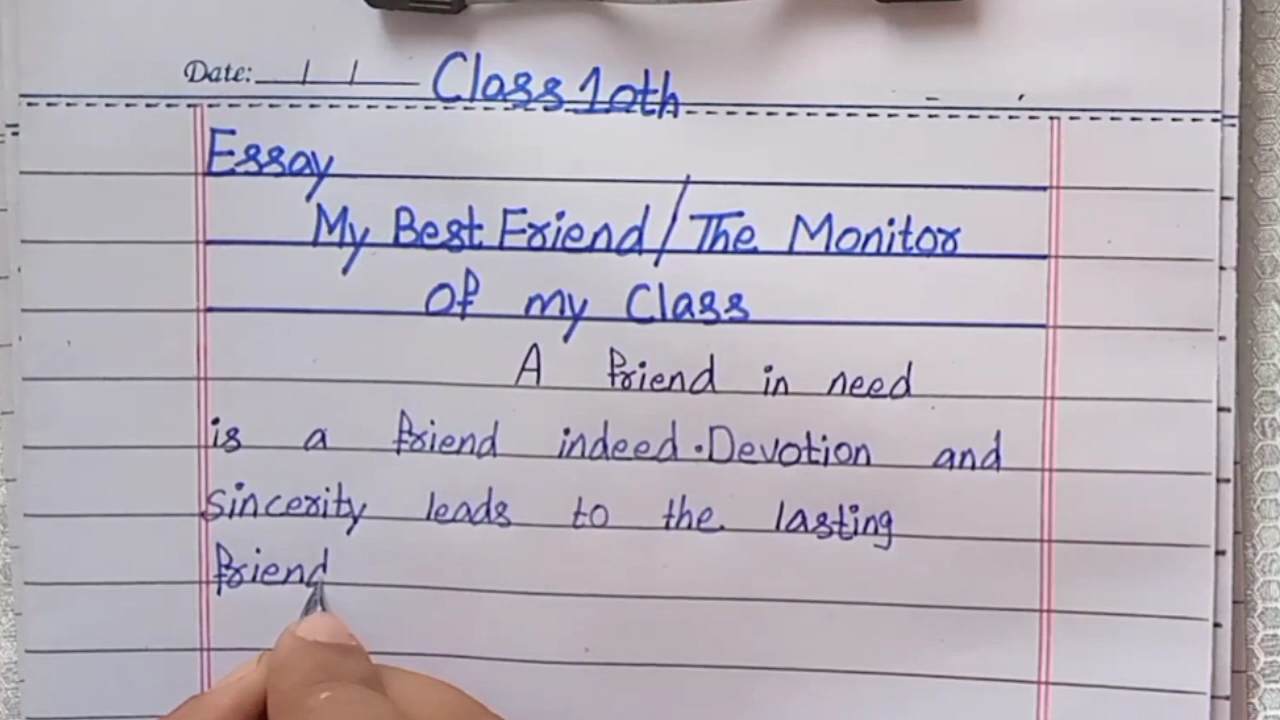 Date: / /
Class 10th
Essay
My Best Friend/The Monitor
Of my Class
A friend in need
is a friend indeed. Devotion and
sincerity leads to the lasting
friend